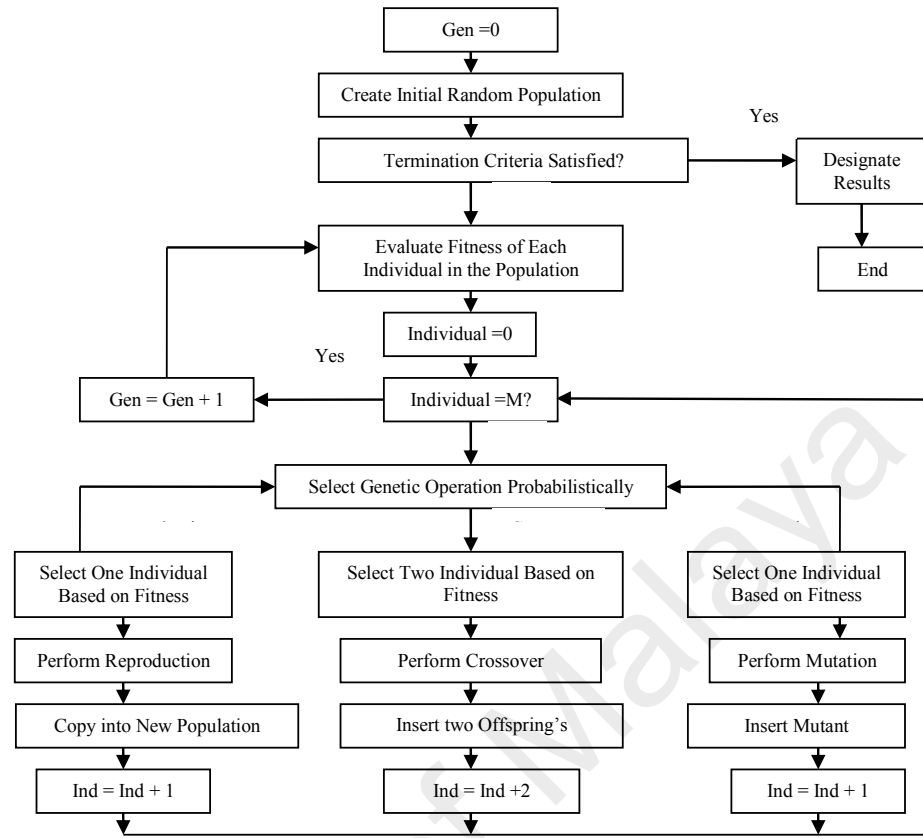 Gen =0
Create Initial Random Population
Yes
Termination Criteria Satisfied?
Designate
Results
Evaluate Fitness of Each
Individual in the Population
End
Individual =0
Yes
Gen = Gen + 1
Individual =M?
Select Genetic Operation Probabilistically
Select One Individual
Based on Fitness
Select Two Individual Based on
Fitness
Select One Individual
Based on Fitness
Perform Reproduction
Perform Crossover
Perform Mutation
Copy into New Population
Insert two Offspring's
Insert Mutant
Ind = Ind + 1
Ind = Ind +2
Ind = Ind + 1
of Malaya